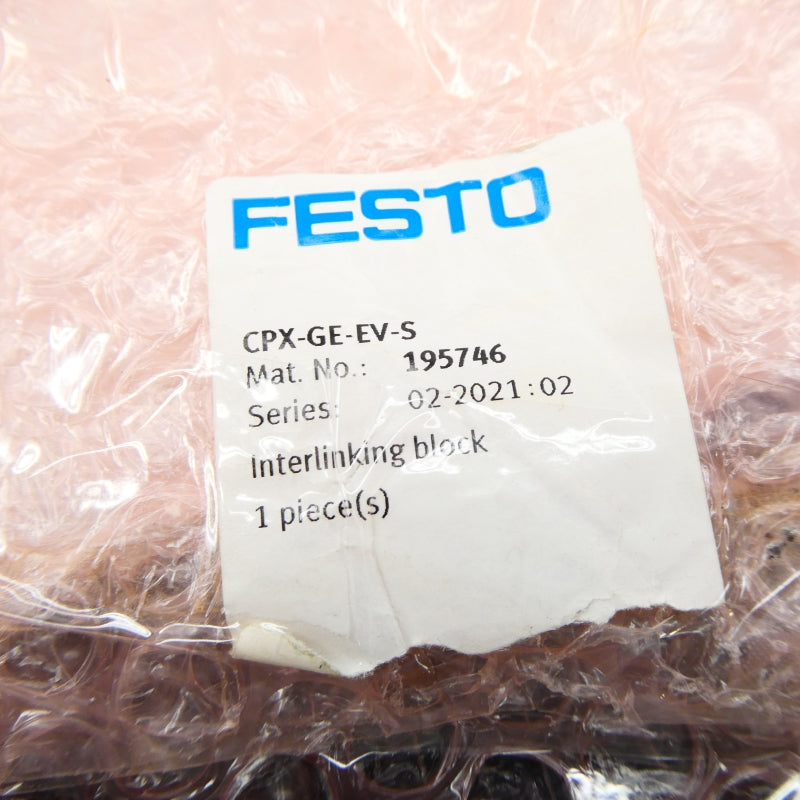 FESTO
CPX-GE-EV-S
Mat. No.: 195746
Series: 02-2021:02
Interlinking block
1 piece(s)